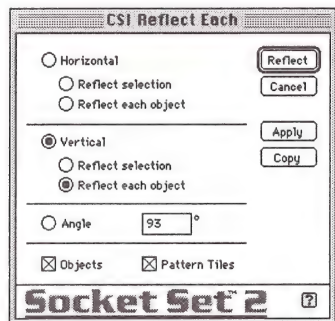 CSI Reflect Each
Horizontal
Reflect selection
Reflect each object
Vertical
Reflect selection
Reflect each object
Angle 93 °
Objects Pattern Tiles
Reflect
Cancel
Apply
Copy
Socket Set™ 2 ?